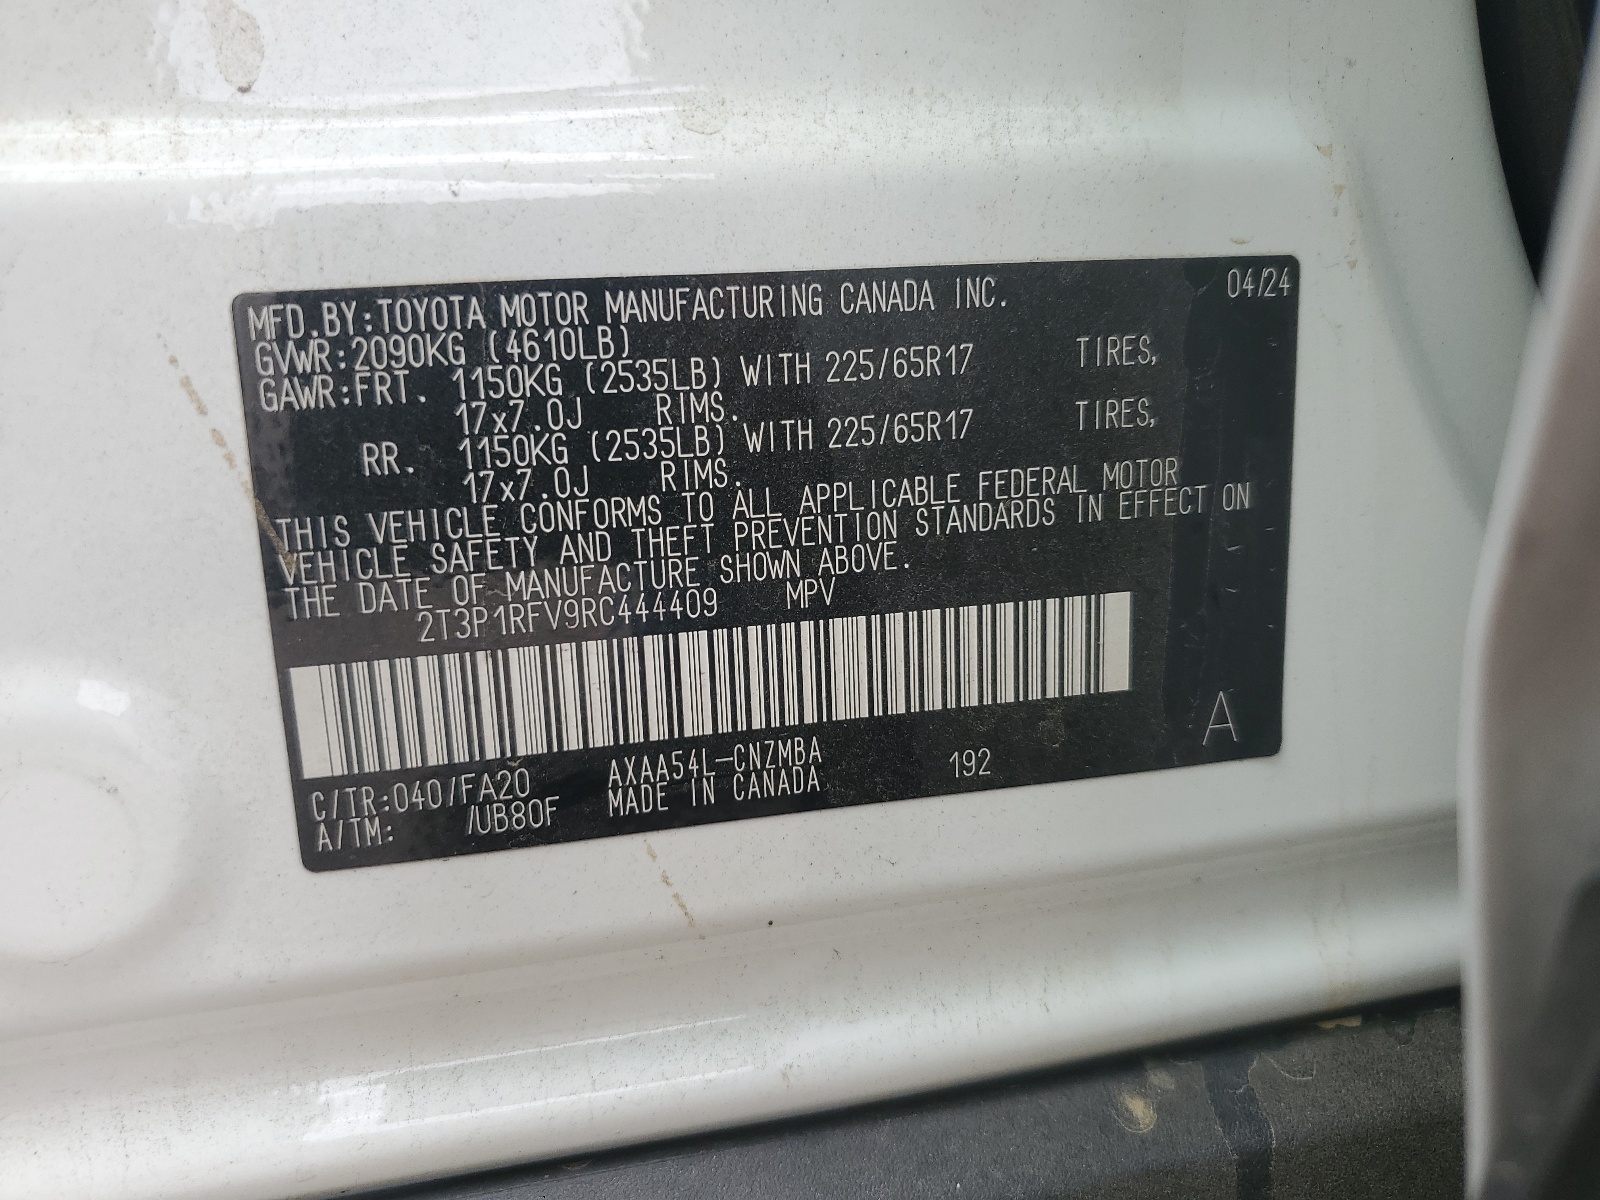 MFD.BY:TOYOTA MOTOR MANUFACTURING CANADA INC. 04/24
GVWR:2090KG (4610LB)
GAWR:FRT. 1150KG (2535LB) WITH 225/65R17 TIRES,
17x7.0J RIMS.
RR. 1150KG (2535LB) WITH 225/65R17 TIRES,
17x7.0J RIMS.
THIS VEHICLE CONFORMS TO ALL APPLICABLE FEDERAL MOTOR
VEHICLE SAFETY AND THEFT PREVENTION STANDARDS IN EFFECT ON
THE DATE OF MANUFACTURE SHOWN ABOVE.
2T3P1RFV9RC444409 MPV
A
C/TR:040/FA20 AXAA54L-CNZMBA 192
A/TM: /UB80F MADE IN CANADA